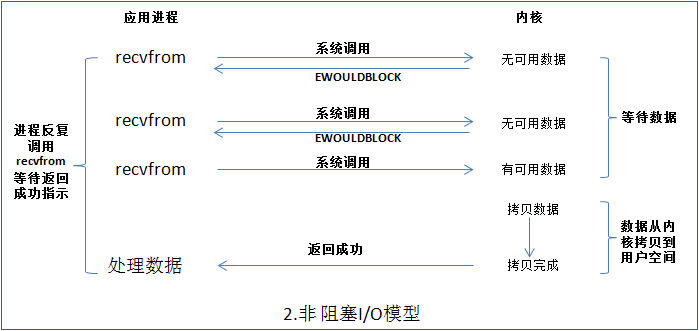 应用进程
内核
recvfrom
系统调用
无可用数据
EWOULDBLOCK
recvfrom
系统调用
无可用数据
EWOULDBLOCK
recvfrom
系统调用
有可用数据
进程反复
调用
recvfrom
等待返回
成功指示
等待数据
拷贝数据
数据从内
核拷贝到
用户空间
处理数据
返回成功
拷贝完成
2.非 阻塞I/O模型